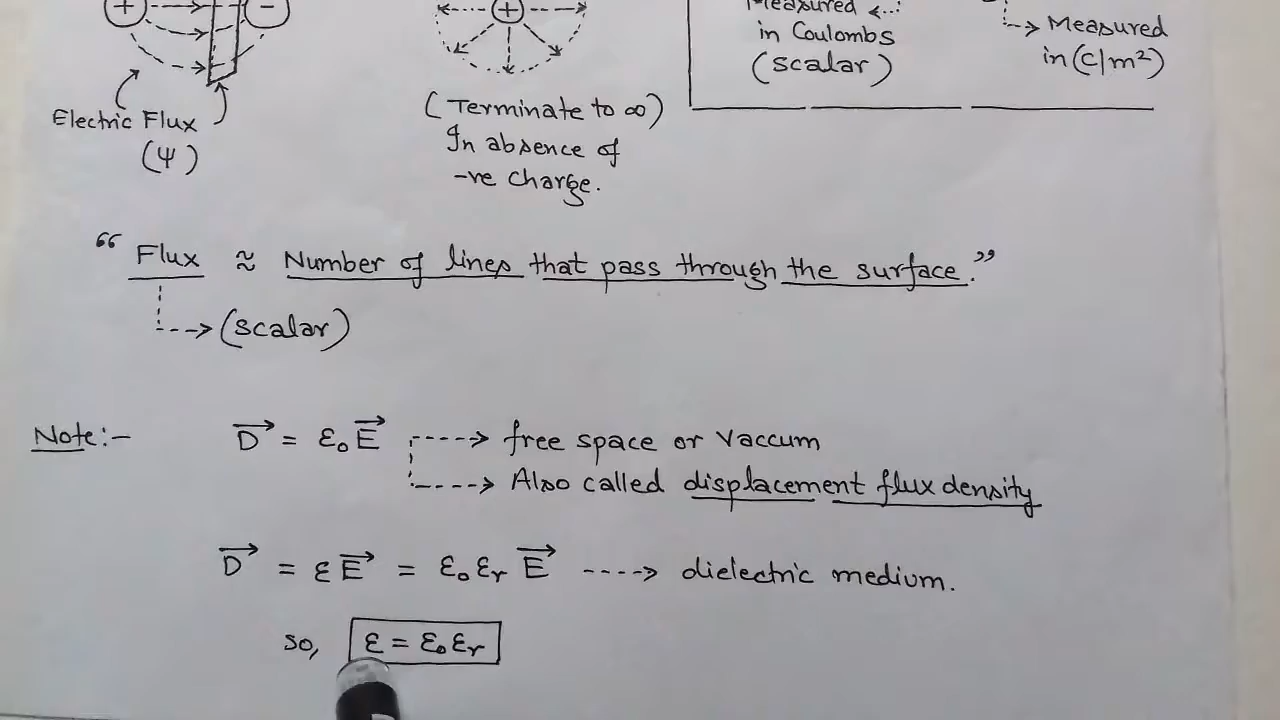 + -
Electric Flux
(Ψ)
+
(Terminate to ∞)
In absence of
-ve charge.
Measured
in Coulombs
(scalar)
Measured
in (C/m²)
“Flux ≈ Number of lines that pass through the surface.”
(scalar)
Note:-
D⃗ = ε₀E⃗ free space or Vaccum
Also called displacement flux density
D⃗ = εE⃗ = ε₀εᵣE⃗ dielectric medium.
so, ε = ε₀εᵣ